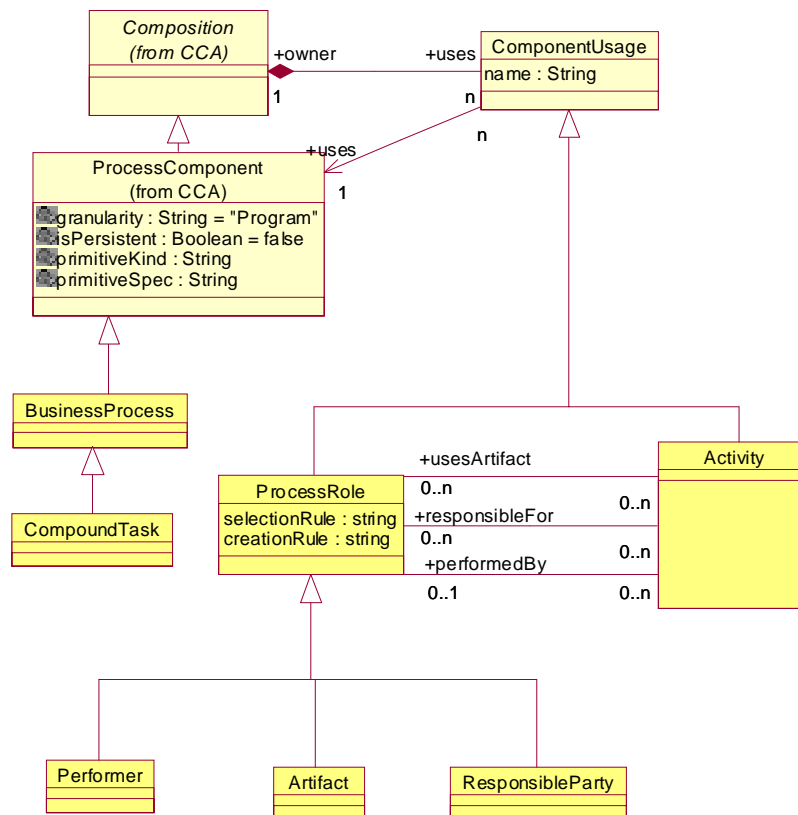 Composition
(from CCA)
+owner
1
+uses
n
ComponentUsage
name : String
+uses
n
1
ProcessComponent
(from CCA)
granularity : String = "Program"
isPersistent : Boolean = false
primitiveKind : String
primitiveSpec : String
BusinessProcess
CompoundTask
ProcessRole
selectionRule : string
creationRule : string
+usesArtifact
0..n
0..n
+responsibleFor
0..n
0..n
+performedBy
0..1
0..n
Activity
Performer
Artifact
ResponsibleParty